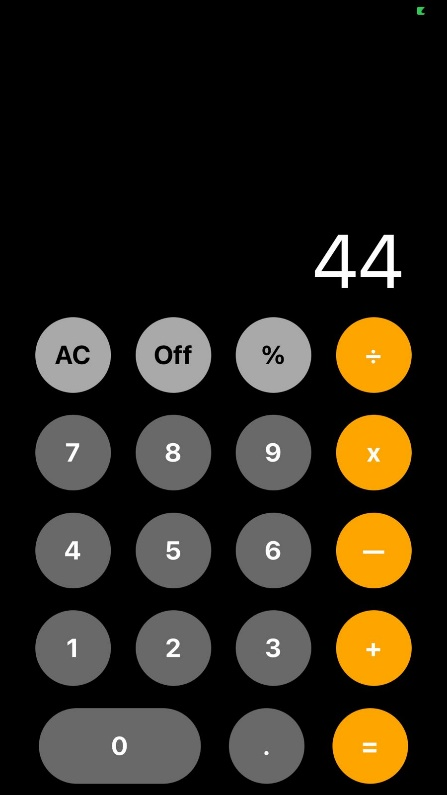 44
AC Off % ÷
7 8 9 x
4 5 6 —
1 2 3 +
0 . =